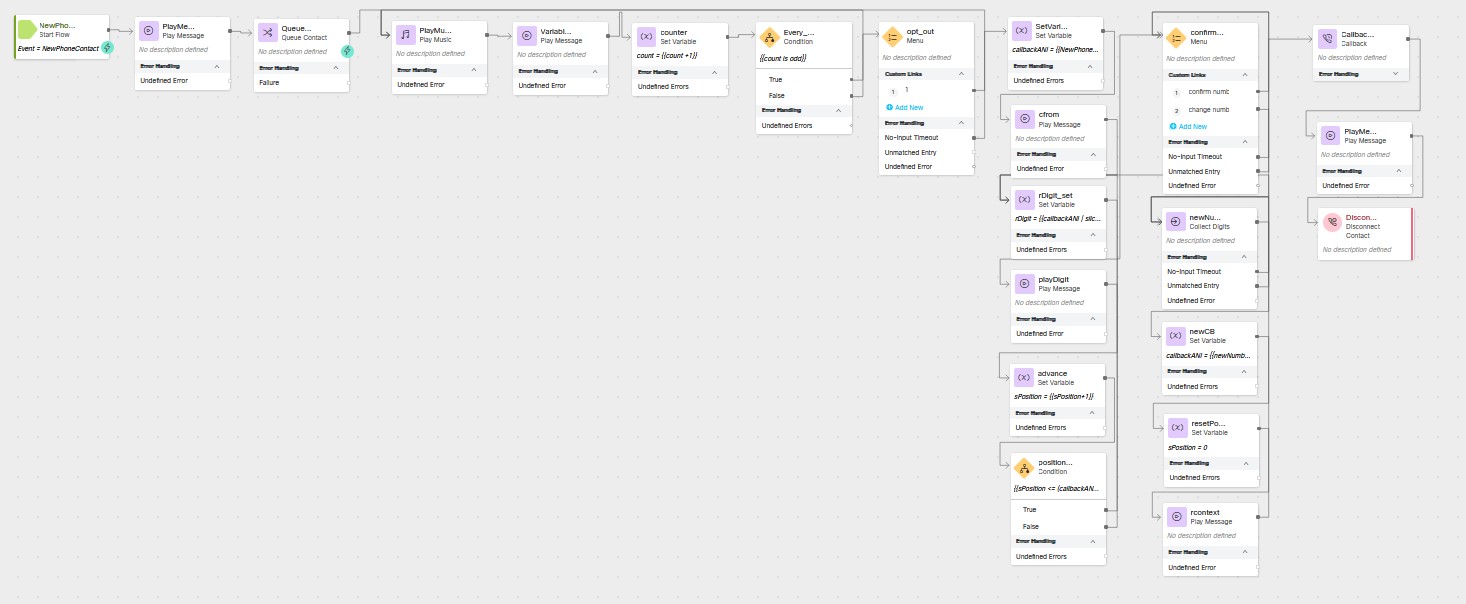 NewPho...
Start Flow
Event = NewPhoneContact
PlayMe...
Play Message
No description defined
Error Handling
Undefined Error
Queue...
Queue Contact
No description defined
Error Handling
Failure
PlayMu...
Play Music
No description defined
Error Handling
Undefined Error
Variabl...
Play Message
No description defined
Error Handling
Undefined Error
counter
Set Variable
count = {{count +1}}
Error Handling
Undefined Errors
Every_...
Condition
{{count is odd}}
True
False
Error Handling
Undefined Errors
opt_out
Menu
No description defined
Custom Links
1 1
Add New
Error Handling
No-Input Timeout
Unmatched Entry
Undefined Error
SetVari...
Set Variable
callbackANI = {{NewPhone...
Error Handling
Undefined Errors
cfrom
Play Message
No description defined
Error Handling
Undefined Error
rDigit_set
Set Variable
rDigit = {{callbackANI | slic...
Error Handling
Undefined Errors
playDigit
Play Message
No description defined
Error Handling
Undefined Error
advance
Set Variable
sPosition = {{sPosition+1}}
Error Handling
Undefined Errors
position...
Condition
{{sPosition <= (callbackAN...
True
False
Error Handling
Undefined Errors
confirm...
Menu
No description defined
Custom Links
1 confirm numb
2 change numb
Add New
Error Handling
No-Input Timeout
Unmatched Entry
Undefined Error
newNu...
Collect Digits
No description defined
Error Handling
No-Input Timeout
Unmatched Entry
Undefined Error
newCB
Set Variable
callbackANI = {{newNumb...
Error Handling
Undefined Errors
resetPo...
Set Variable
sPosition = 0
Error Handling
Undefined Errors
rcontext
Play Message
No description defined
Error Handling
Undefined Error
Callbac...
Callback
No description defined
Error Handling
PlayMe...
Play Message
No description defined
Error Handling
Undefined Error
Discon...
Disconnect
Contact
No description defined